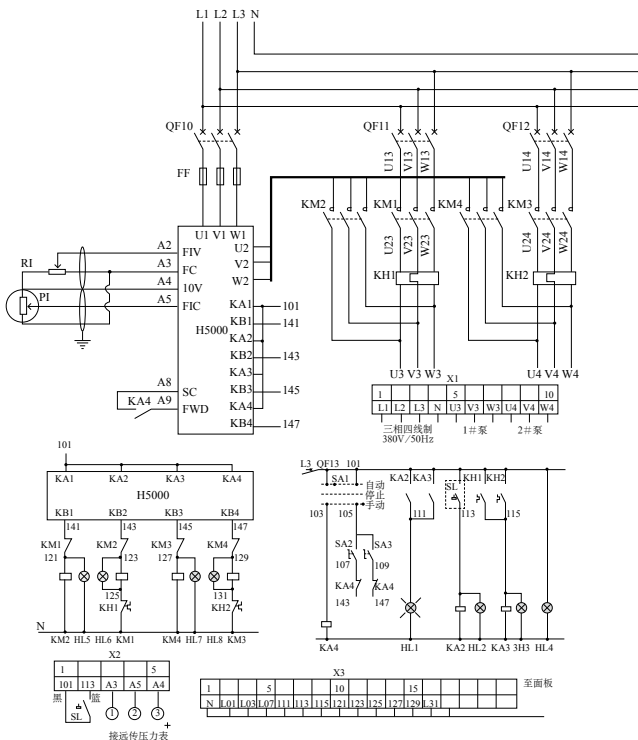 L1 L2 L3 N
QF10 QF11 QF12
U13 V13 W13 U14 V14 W14
FF
KM2 KM1 KM4 KM3
U1 V1 W1
U23 V23 W23 U24 V24 W24
A2 FIV U2
RI A3 FC V2
A4 10V W2
KH1 KH2
PI A5 FIC KA1 101
H5000 KB1 141
KA2
KB2 143
KA3
U3 V3 W3 U4 V4 W4
A8 SC KB3 145
X1
KA4 A9 FWD KA4
1 5 10
KB4 147
L1 L2 L3 N U3 V3 W3 U4 V4 W4
三相四线制
380V/50Hz
1#泵 2#泵
101
KA1 KA2 KA3 KA4
H5000
KB1 KB2 KB3 KB4
141 143 145 147
KM1 KM2 KM3 KM4
121 123 127 129
125 131
KH1 KH2
N
KM2 HL5 HL6 KM1 KM4 HL7 HL8 KM3
L3 QF13 101
SA1
自动
停止
手动
KA2 KA3 SL KH1 KH2
103 105 111 113 115
SA2 SA3
107 109
KA4 KA4
143 147
KA4 HL1 KA2 HL2 KA3 3H3 HL4
X2
1 5
101 113 A3 A5 A4
黑 篮
SL 1 2 3
+
接远传压力表
X3
1 5 10 15
至面板
N L01 L03 L07 111 113 115 121 123 125 127 129 L31